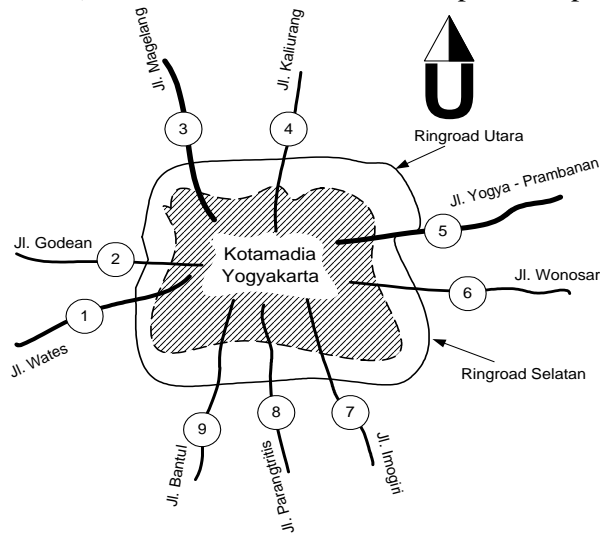 Jl. Magelang
Jl. Kaliurang
U
3
4
Ringroad Utara
Jl. Yogya - Prambanan
5
Jl. Godean
2
Kotamadia
Yogyakarta
Jl. Wonosar
6
1
Jl. Wates
Ringroad Selatan
9
8
7
Jl. Bantul
Jl. Parangtritis
Jl. Imogiri